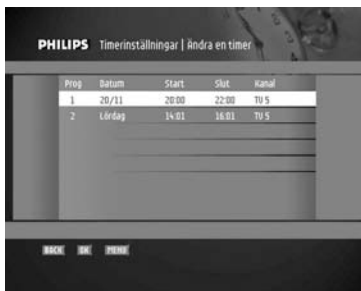 PHILIPS Timerinställningar | Ändra en timer
Prog Datum Start Slut Kanal
1 20/11 20:00 22:00 TV 5
2 Lördag 14:01 16:01 TV 5
BACK OK MENU